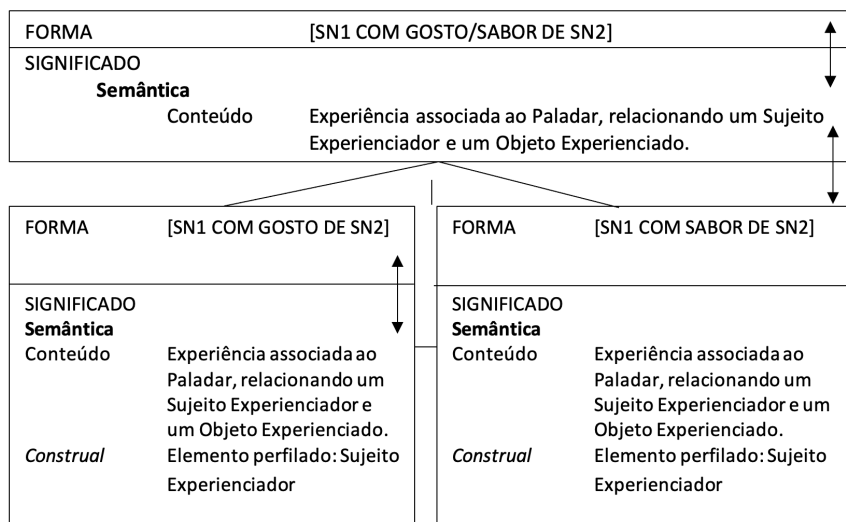 FORMA [SN1 COM GOSTO/SABOR DE SN2]
SIGNIFICADO
Semântica
Conteúdo Experiência associada ao Paladar, relacionando um Sujeito
Experienciador e um Objeto Experienciado.
FORMA [SN1 COM GOSTO DE SN2]
SIGNIFICADO
Semântica
Conteúdo Experiência associada ao
Paladar, relacionando um
Sujeito Experienciador e
um Objeto Experienciado.
Construal Elemento perfilado: Sujeito
Experienciador
FORMA [SN1 COM SABOR DE SN2]
SIGNIFICADO
Semântica
Conteúdo Experiência associada ao
Paladar, relacionando um
Sujeito Experienciador e um
Objeto Experienciado.
Construal Elemento perfilado: Sujeito
Experienciador